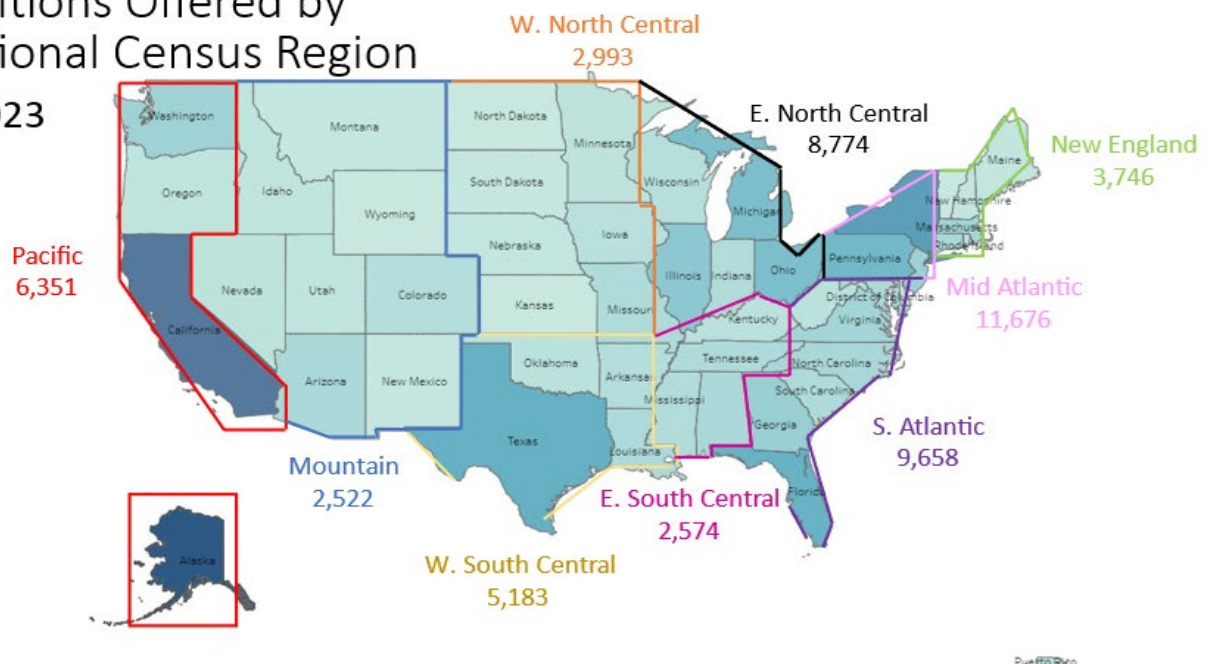 itions Offered by
ional Census Region
023
W. North Central
2,993
E. North Central
8,774
New England
3,746
Pacific
6,351
Mid Atlantic
11,676
S. Atlantic
9,658
Mountain
2,522
E. South Central
2,574
W. South Central
5,183
Washington
Oregon
California
Montana
Idaho
Wyoming
Nevada
Utah
Colorado
Arizona
New Mexico
North Dakota
South Dakota
Nebraska
Kansas
Oklahoma
Texas
Minnesota
Iowa
Missouri
Arkansas
Louisiana
Wisconsin
Illinois
Indiana
Michigan
Ohio
Kentucky
Tennessee
Mississippi
Georgia
Florida
South Carolina
North Carolina
Virginia
District of Columbia
Pennsylvania
Maine
New Hampshire
Massachusetts
Rhode Island
Alaska
Puerto Rico